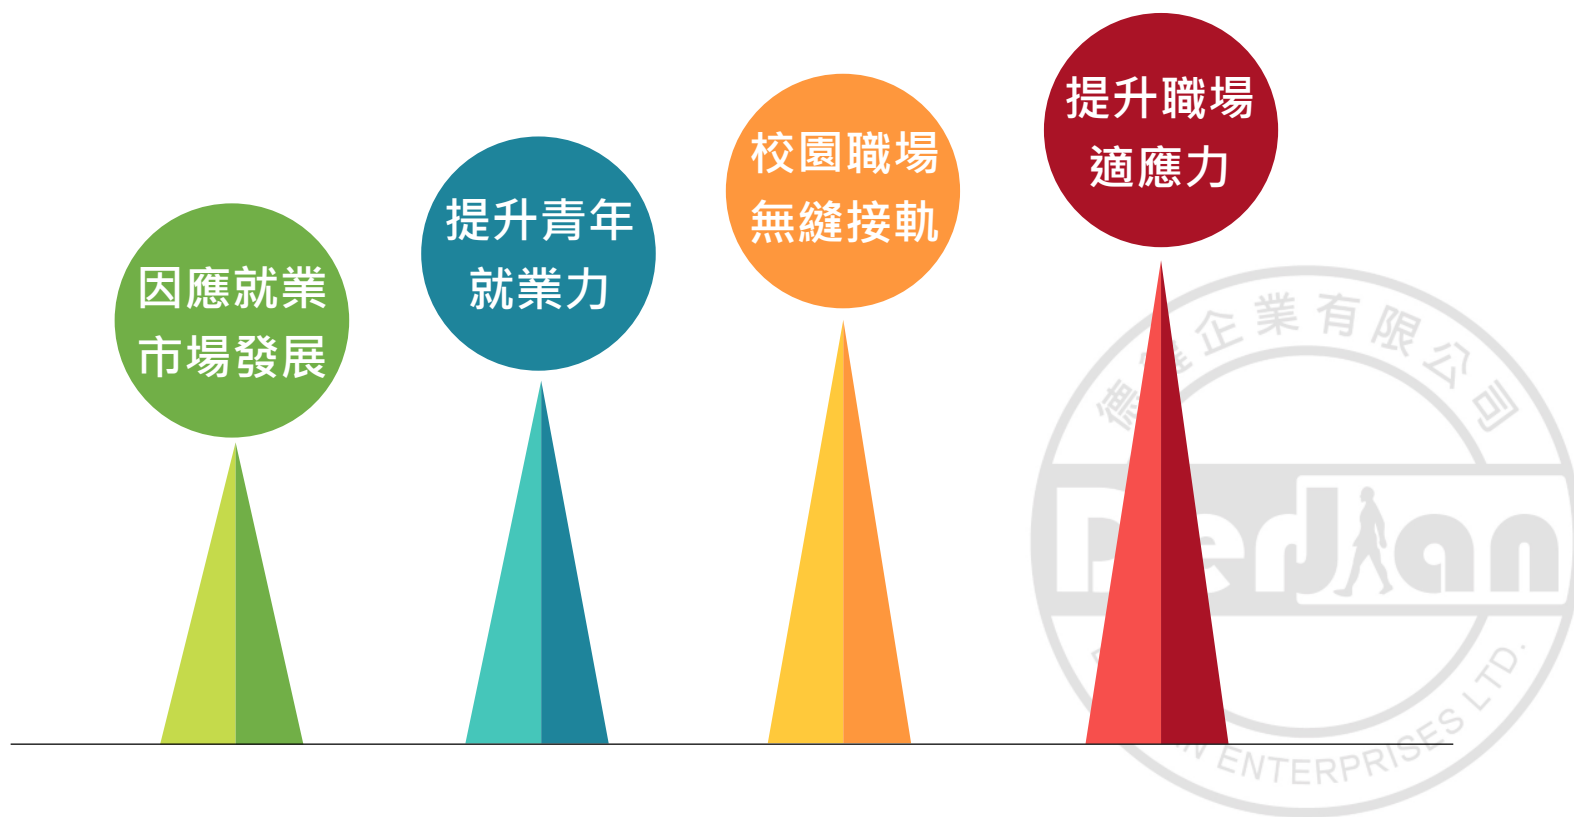 因應就業
市場發展
提升青年
就業力
校園職場
無縫接軌
提升職場
適應力
企業有限公司
DerJan
ENTERPRISES LTD.